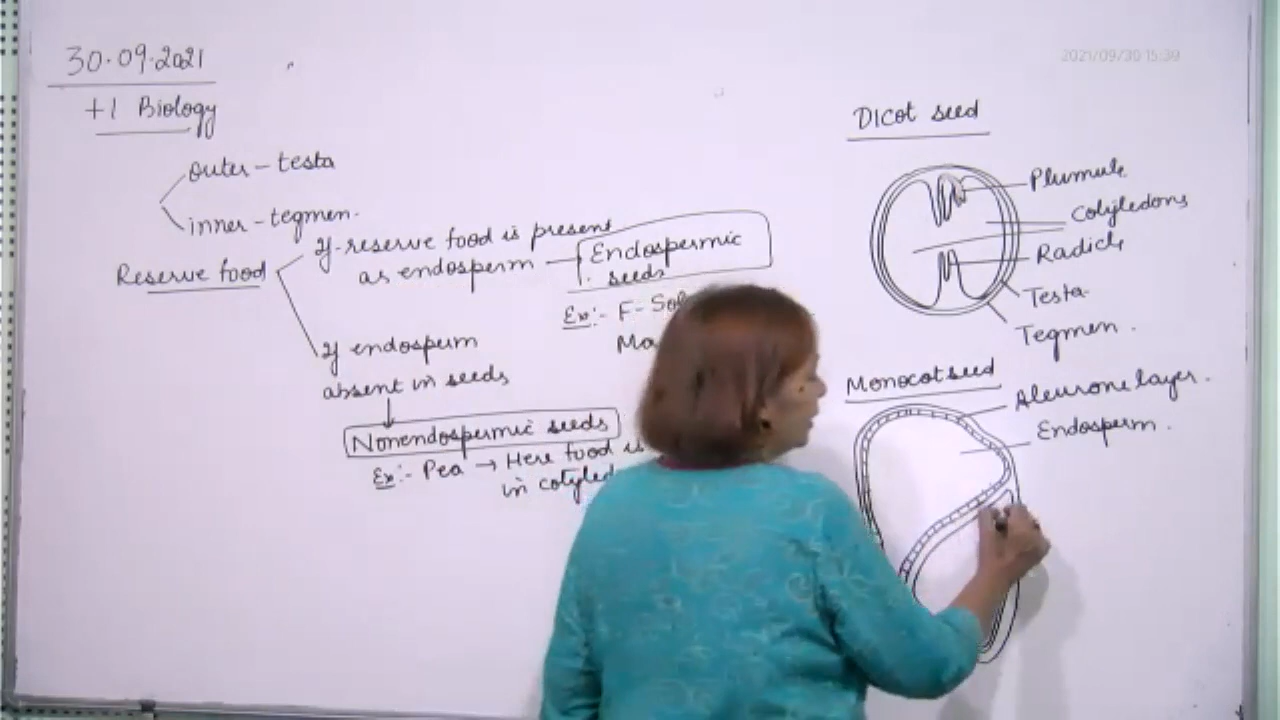 30.09.2021
+1 Biology
outer - testa
inner - tegmen.
Reserve food
If reserve food is present
as endosperm
Endospermic
seeds
Ex:- F-
If endosperm
absent in seeds
Nonendospermic seeds
Ex:- Pea → Here food is
in
2021/09/30 15:39
Dicot seed
Plumule
Cotyledons
Radicle
Testa
Tegmen.
Monocot seed
Aleurone layer.
Endosperm.